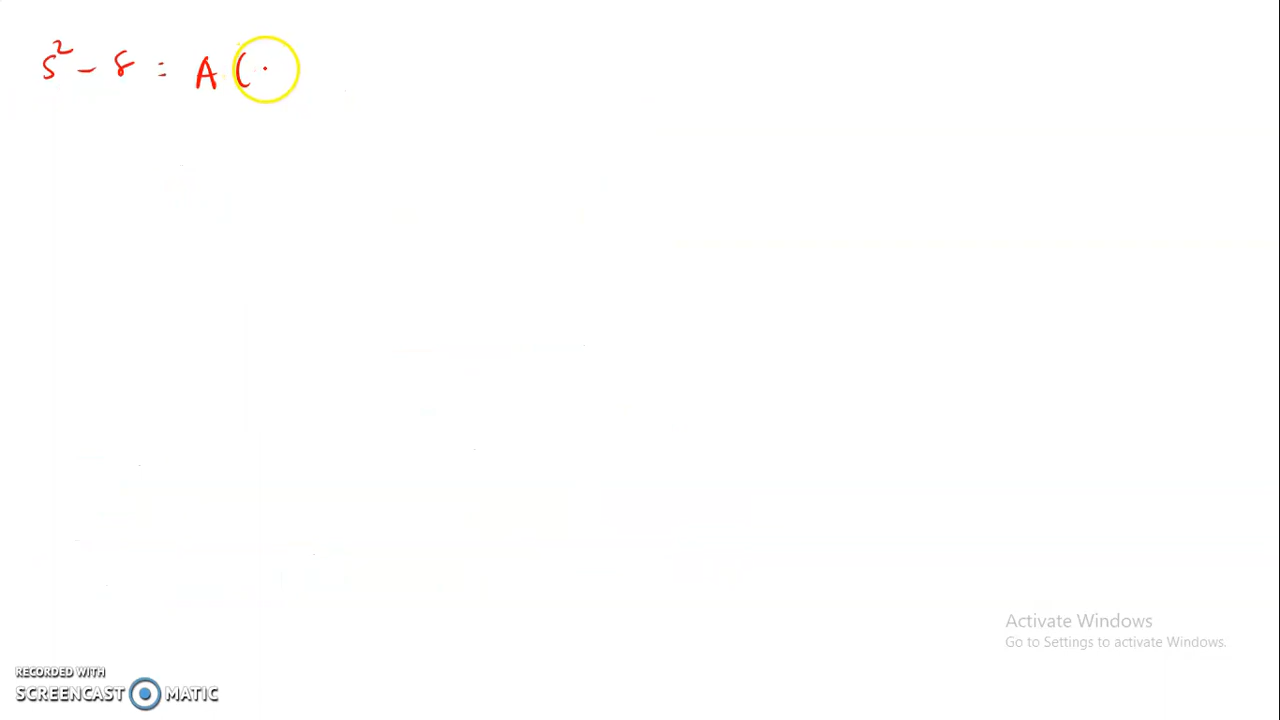 s² - 8 = A (
Activate Windows
Go to Settings to activate Windows.
RECORDED WITH
SCREENCAST MATIC